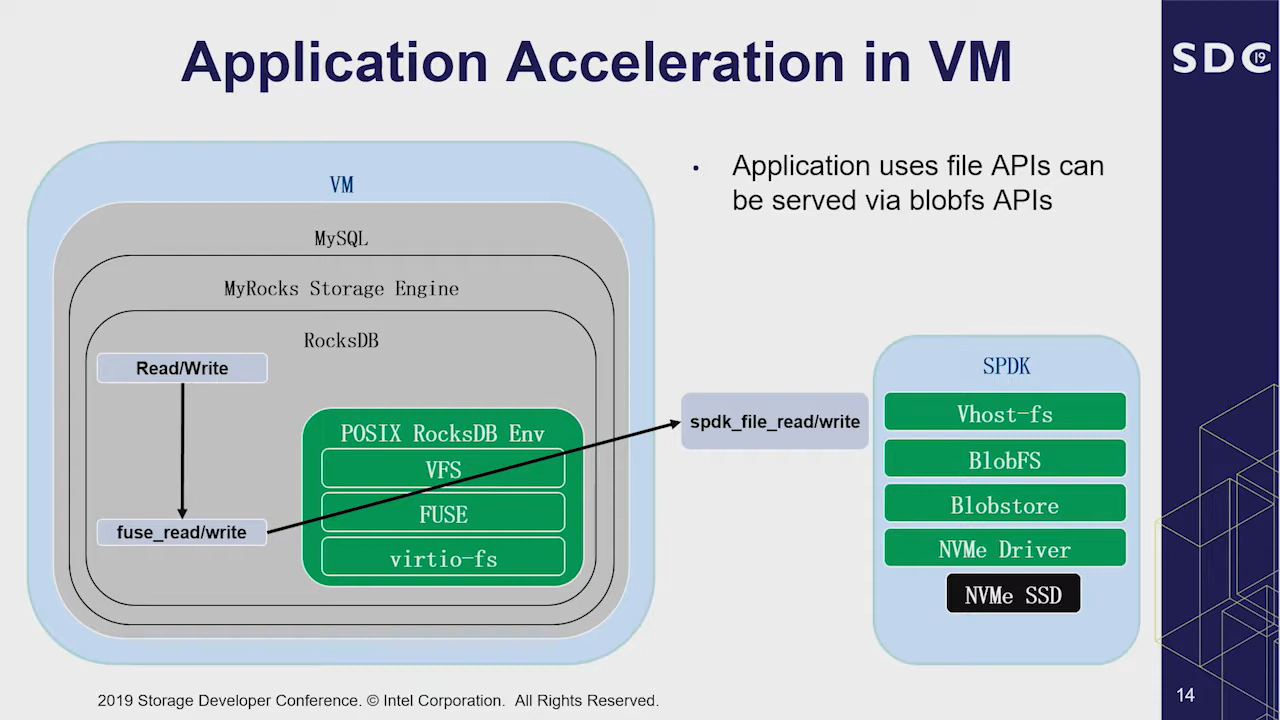 Application Acceleration in VM
SDC 19
• Application uses file APIs can
be served via blobfs APIs
VM
MySQL
MyRocks Storage Engine
RocksDB
Read/Write
POSIX RocksDB Env
VFS
FUSE
virtio-fs
fuse_read/write
spdk_file_read/write
SPDK
Vhost-fs
BlobFS
Blobstore
NVMe Driver
NVMe SSD
2019 Storage Developer Conference. © Intel Corporation. All Rights Reserved.
14